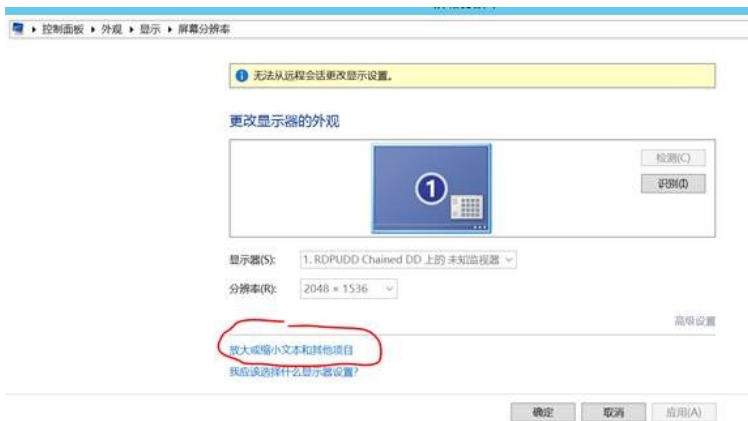 控制面板 ▸ 外观 ▸ 显示 ▸ 屏幕分辨率
无法从远程会话更改显示设置。
更改显示器的外观
1
检测(C)
识别(I)
显示器(S): 1. RDPUDD Chained DD 上的 未知监视器
分辨率(R): 2048 × 1536
高级设置
放大或缩小文本和其他项目
我应该选择什么显示器设置?
确定 取消 应用(A)